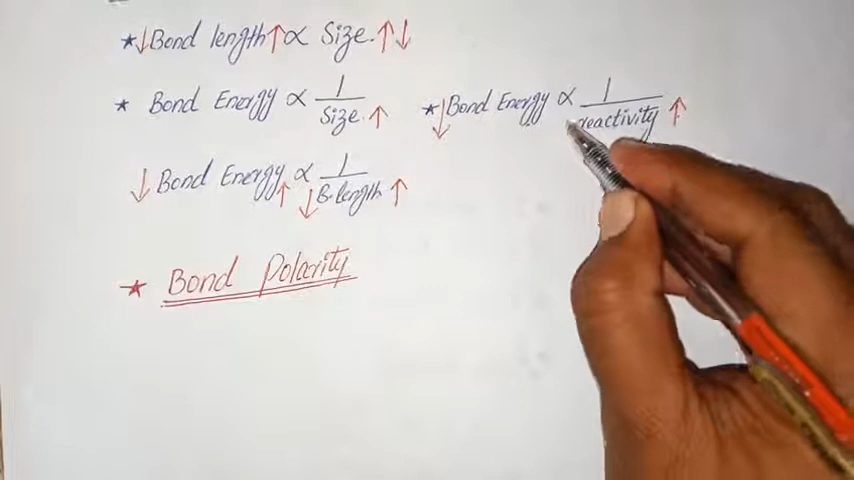 * ↓ Bond length ↑ ∝ Size. ↑ ↓
* Bond Energy ∝ 1/Size ↑
* ↓ Bond Energy ∝ 1/reactivity ↑
↓ Bond Energy ↑ ∝ 1/↓ B.length ↑
* Bond Polarity